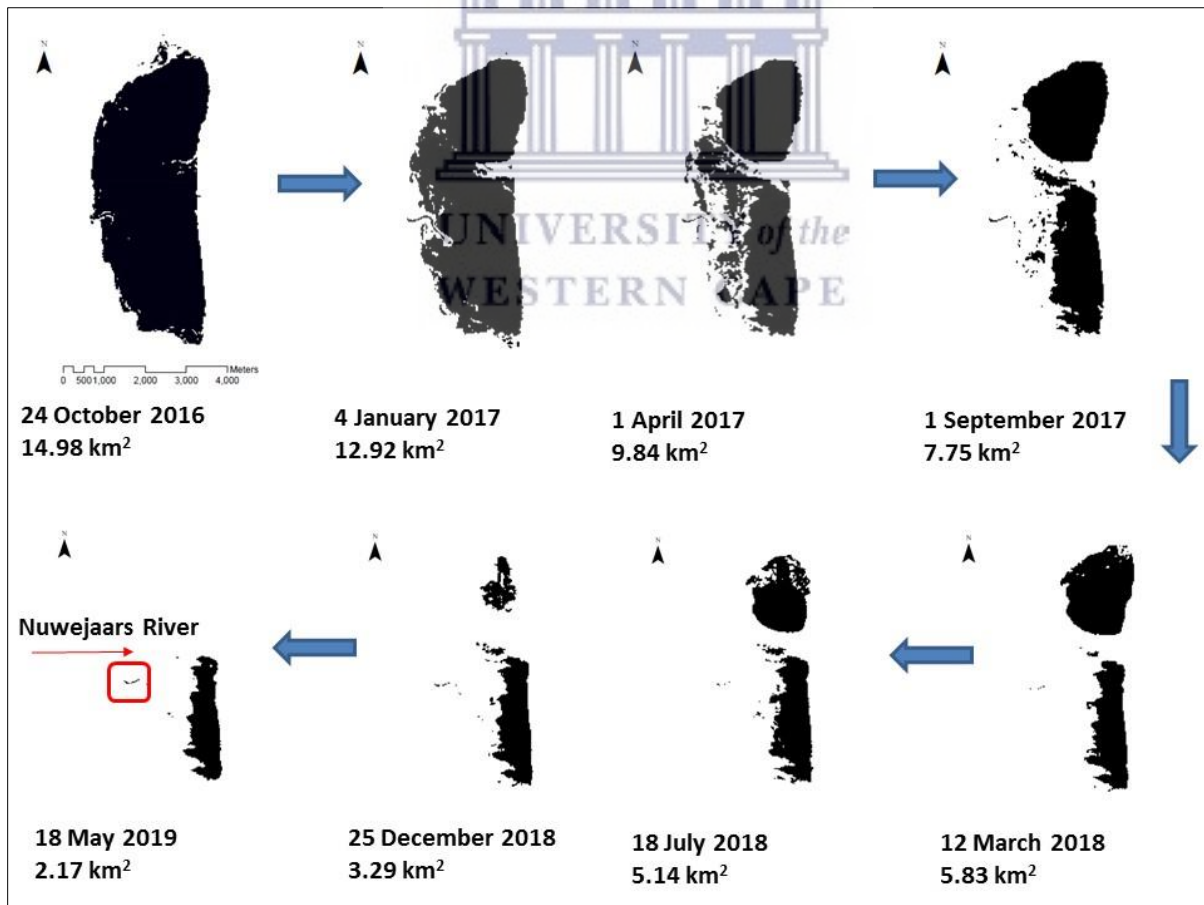 N
N
N
N
UNIVERSITY of the
WESTERN CAPE
Meters
0 500 1,000 2,000 3,000 4,000
24 October 2016
14.98 km²
4 January 2017
12.92 km²
1 April 2017
9.84 km²
1 September 2017
7.75 km²
N
N
N
N
Nuwejaars River
18 May 2019
2.17 km²
25 December 2018
3.29 km²
18 July 2018
5.14 km²
12 March 2018
5.83 km²